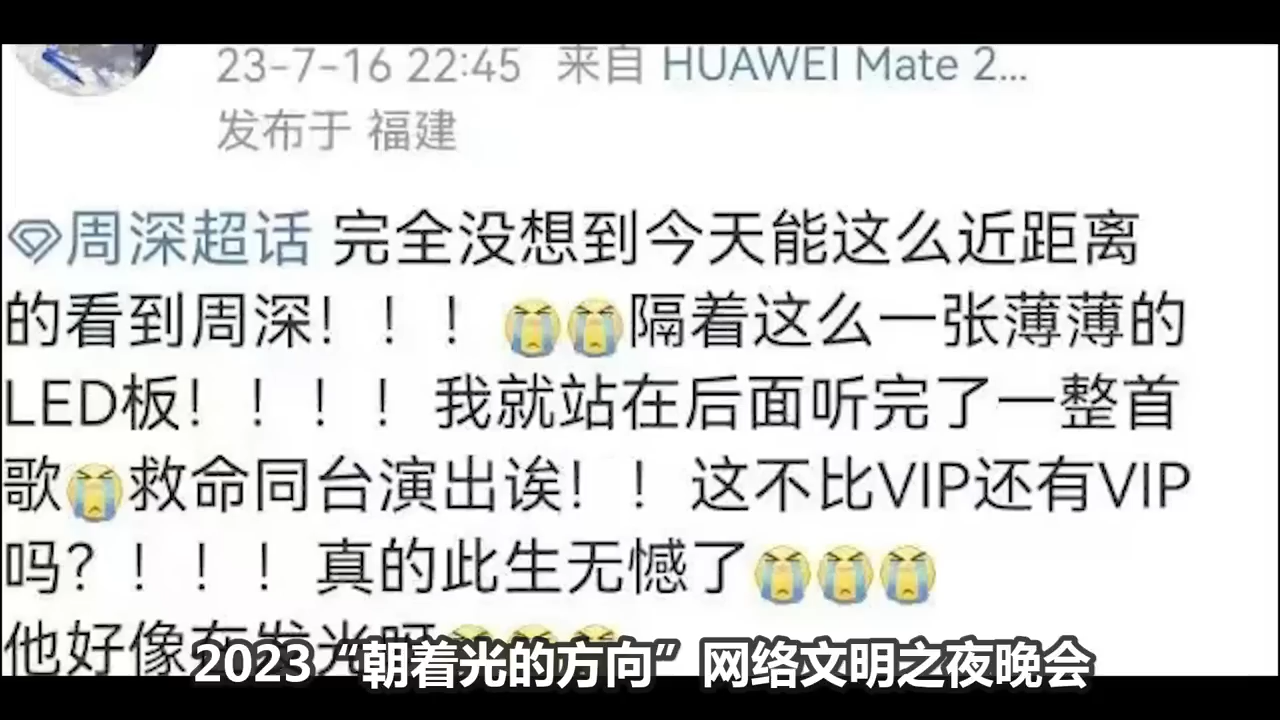 23-7-16 22:45 来自 HUAWEI Mate 2...
发布于 福建
周深超话 完全没想到今天能这么近距离
的看到周深！！！😭😭隔着这么一张薄薄的
LED板！！！！我就站在后面听完了一整首
歌😭救命同台演出诶！！这不比VIP还有VIP
吗？！！！真的此生无憾了😭😭😭
他好像在发光呀😭😭😭
2023“朝着光的方向”网络文明之夜晚会